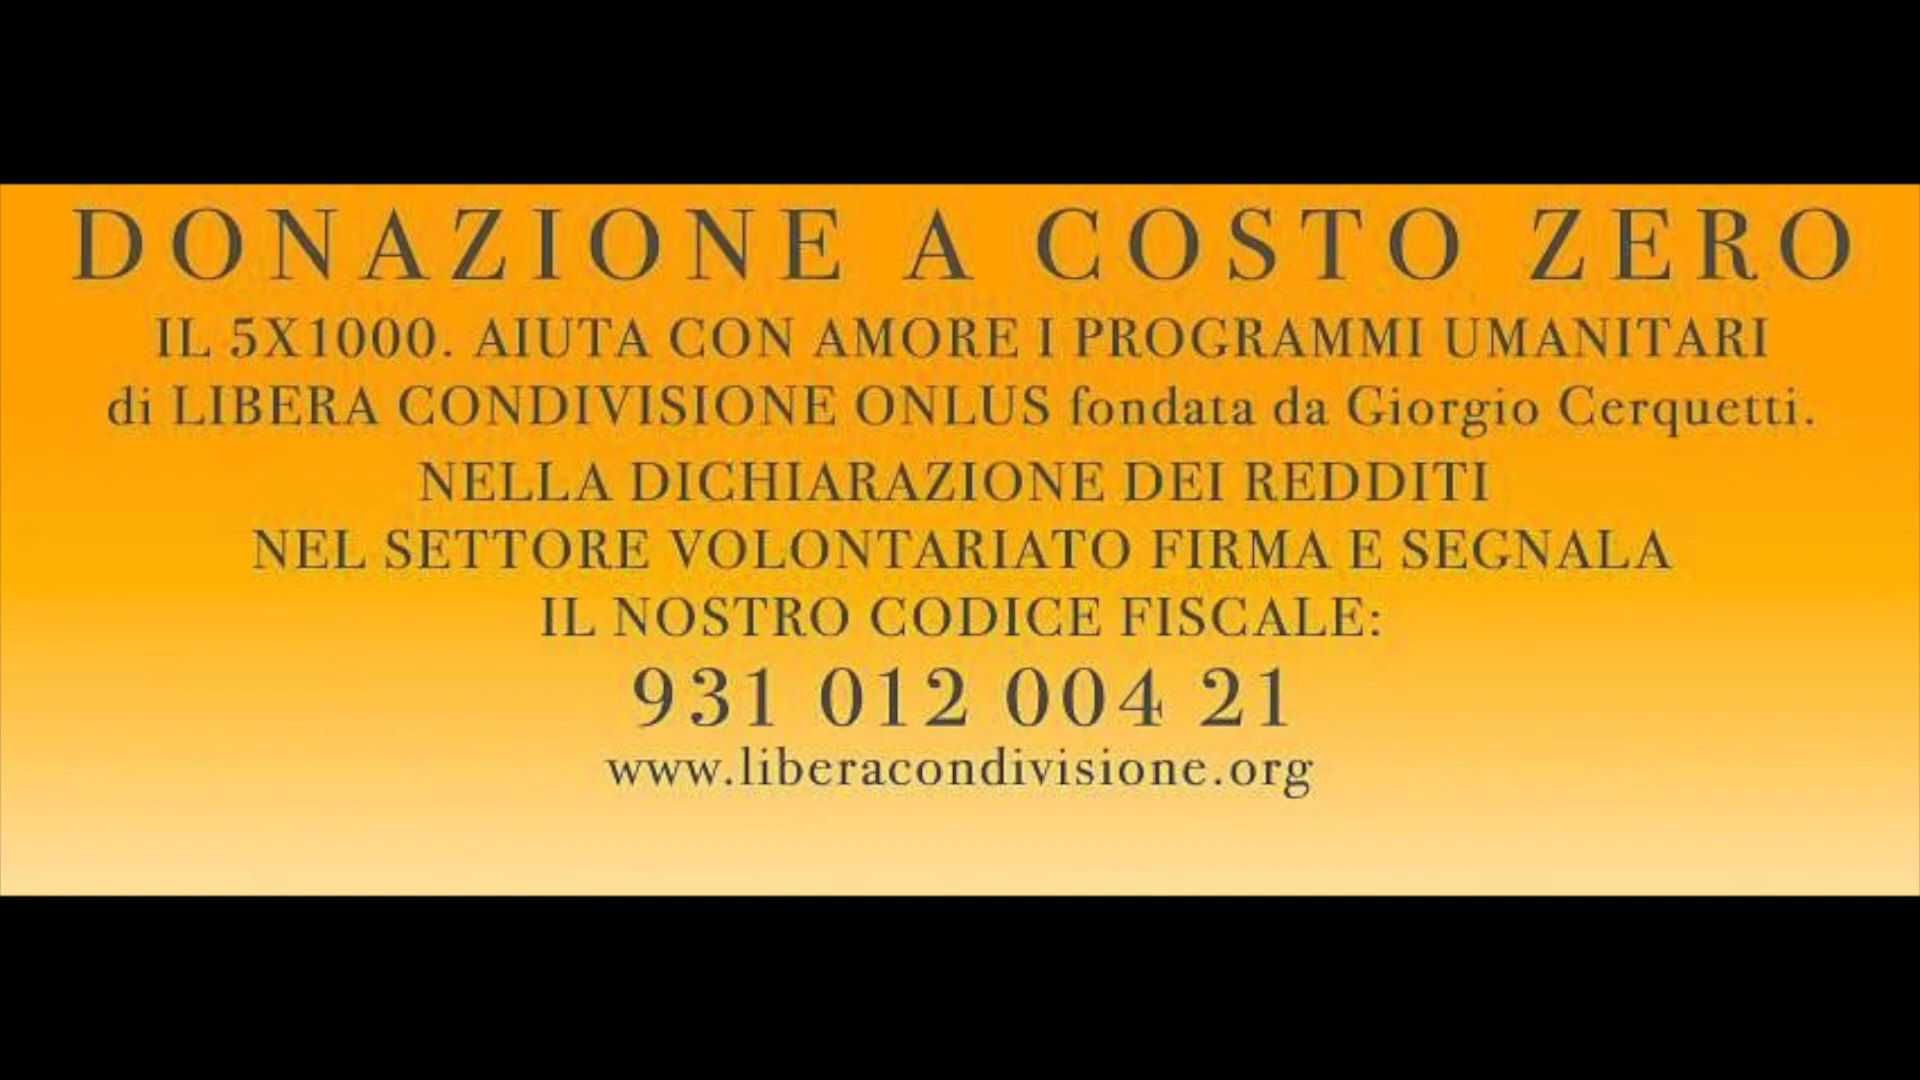 DONAZIONE A COSTO ZERO
IL 5X1000. AIUTA CON AMORE I PROGRAMMI UMANITARI
di LIBERA CONDIVISIONE ONLUS fondata da Giorgio Cerquetti.
NELLA DICHIARAZIONE DEI REDDITI
NEL SETTORE VOLONTARIATO FIRMA E SEGNALA
IL NOSTRO CODICE FISCALE:
931 012 004 21
www.liberacondivisione.org